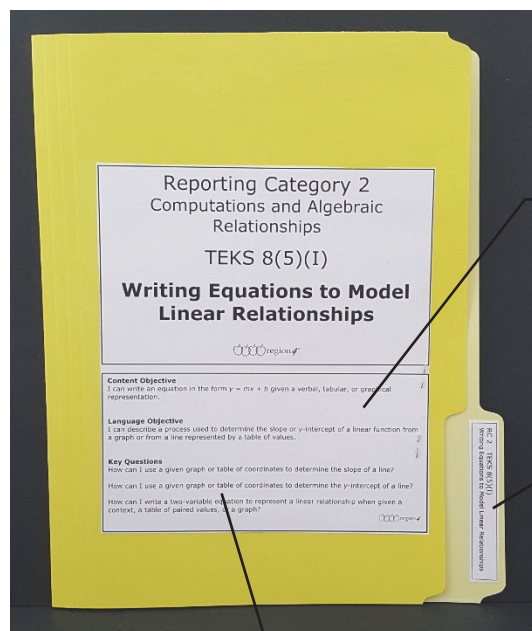 Reporting Category 2
Computations and Algebraic
Relationships
TEKS 8(5)(I)
Writing Equations to Model
Linear Relationships
region 4
Content Objective
I can write an equation in the form y = mx + b given a verbal, tabular, or graphical
representation.
Language Objective
I can describe a process used to determine the slope or y-intercept of a linear function from
a graph or from a line represented by a table of values.
Key Questions
How can I use a given graph or table of coordinates to determine the slope of a line?
How can I use a given graph or table of coordinates to determine the y-intercept of a line?
How can I write a two-variable equation to represent a linear relationship when given a
context, a table of paired values, or a graph?
region 4
RC 2 TEKS 8(5)(I)
Writing Equations to Model Linear Relationships